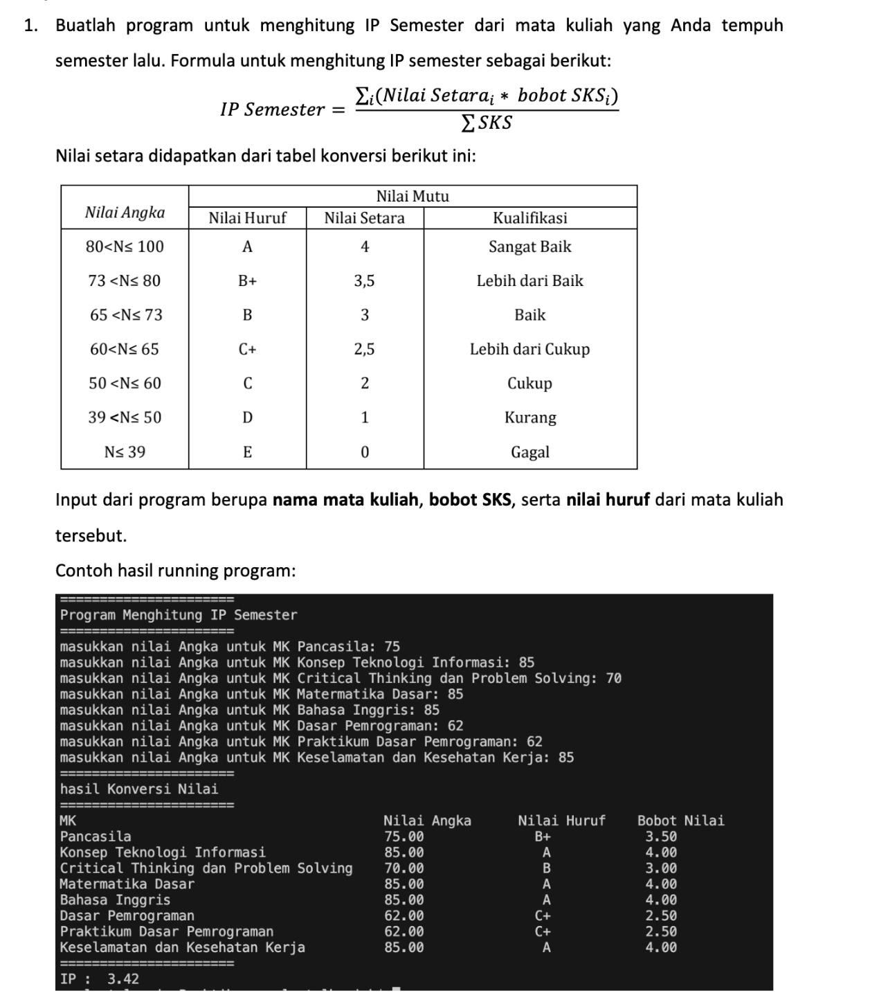 1. Buatlah program untuk menghitung IP Semester dari mata kuliah yang Anda tempuh
semester lalu. Formula untuk menghitung IP semester sebagai berikut:
IP Semester = ∑i(Nilai Setarai * bobot SKSi) / ∑ SKS
Nilai setara didapatkan dari tabel konversi berikut ini:
Nilai Angka Nilai Mutu
Nilai Huruf Nilai Setara Kualifikasi
80<N≤ 100 A 4 Sangat Baik
73 <N≤ 80 B+ 3,5 Lebih dari Baik
65 <N≤ 73 B 3 Baik
60<N≤ 65 C+ 2,5 Lebih dari Cukup
50 <N≤ 60 C 2 Cukup
39 <N≤ 50 D 1 Kurang
N≤ 39 E 0 Gagal
Input dari program berupa nama mata kuliah, bobot SKS, serta nilai huruf dari mata kuliah
tersebut.
Contoh hasil running program:
======================
Program Menghitung IP Semester
======================
masukkan nilai Angka untuk MK Pancasila: 75
masukkan nilai Angka untuk MK Konsep Teknologi Informasi: 85
masukkan nilai Angka untuk MK Critical Thinking dan Problem Solving: 70
masukkan nilai Angka untuk MK Matermatika Dasar: 85
masukkan nilai Angka untuk MK Bahasa Inggris: 85
masukkan nilai Angka untuk MK Dasar Pemrograman: 62
masukkan nilai Angka untuk MK Praktikum Dasar Pemrograman: 62
masukkan nilai Angka untuk MK Keselamatan dan Kesehatan Kerja: 85
======================
hasil Konversi Nilai
======================
MK Nilai Angka Nilai Huruf Bobot Nilai
Pancasila 75.00 B+ 3.50
Konsep Teknologi Informasi 85.00 A 4.00
Critical Thinking dan Problem Solving 70.00 B 3.00
Matermatika Dasar 85.00 A 4.00
Bahasa Inggris 85.00 A 4.00
Dasar Pemrograman 62.00 C+ 2.50
Praktikum Dasar Pemrograman 62.00 C+ 2.50
Keselamatan dan Kesehatan Kerja 85.00 A 4.00
======================
IP : 3.42